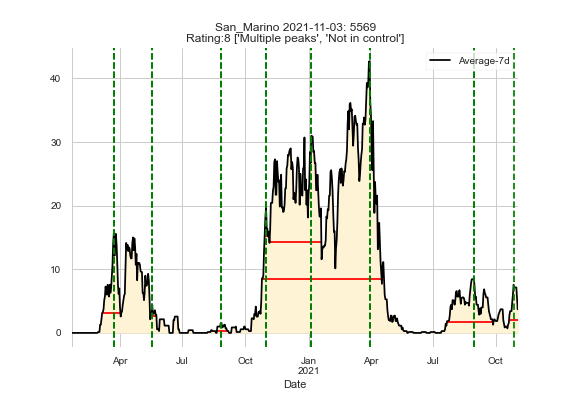 San_Marino 2021-11-03: 5569
Rating:8 ['Multiple peaks', 'Not in control']
Average-7d
40
30
20
10
0
Apr Jul Oct Jan Apr Jul Oct
2021
Date